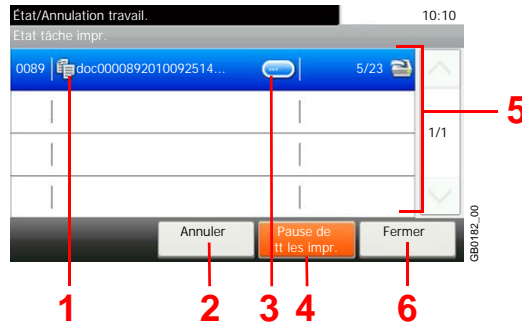 État/Annulation travail.
10:10
Etat tâche impr.
0089 doc0000892010092514... ... 5/23
5
1/1
Annuler
Pause de
tt les impr.
Fermer
GB0182_00
1 2 3 4 6